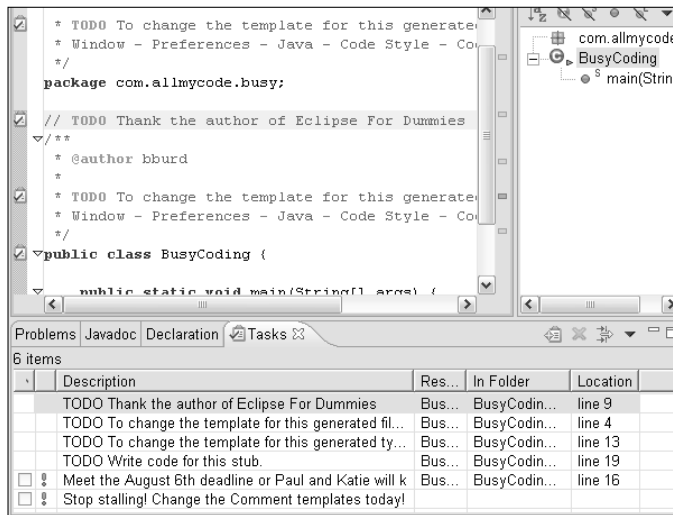 * TODO To change the template for this generated
* Window - Preferences - Java - Code Style - Co
*/
package com.allmycode.busy;
// TODO Thank the author of Eclipse For Dummies
/**
* @author bburd
*
* TODO To change the template for this generated
* Window - Preferences - Java - Code Style - Co
*/
public class BusyCoding {
public static void main(String[] args) {
com.allmycode
BusyCoding
S main(Strin
Problems Javadoc Declaration Tasks
6 items
Description Res... In Folder Location
TODO Thank the author of Eclipse For Dummies Bus... BusyCodin... line 9
TODO To change the template for this generated fil... Bus... BusyCodin... line 4
TODO To change the template for this generated ty... Bus... BusyCodin... line 13
TODO Write code for this stub. Bus... BusyCodin... line 19
Meet the August 6th deadline or Paul and Katie will k Bus... BusyCodin... line 16
Stop stalling! Change the Comment templates today!